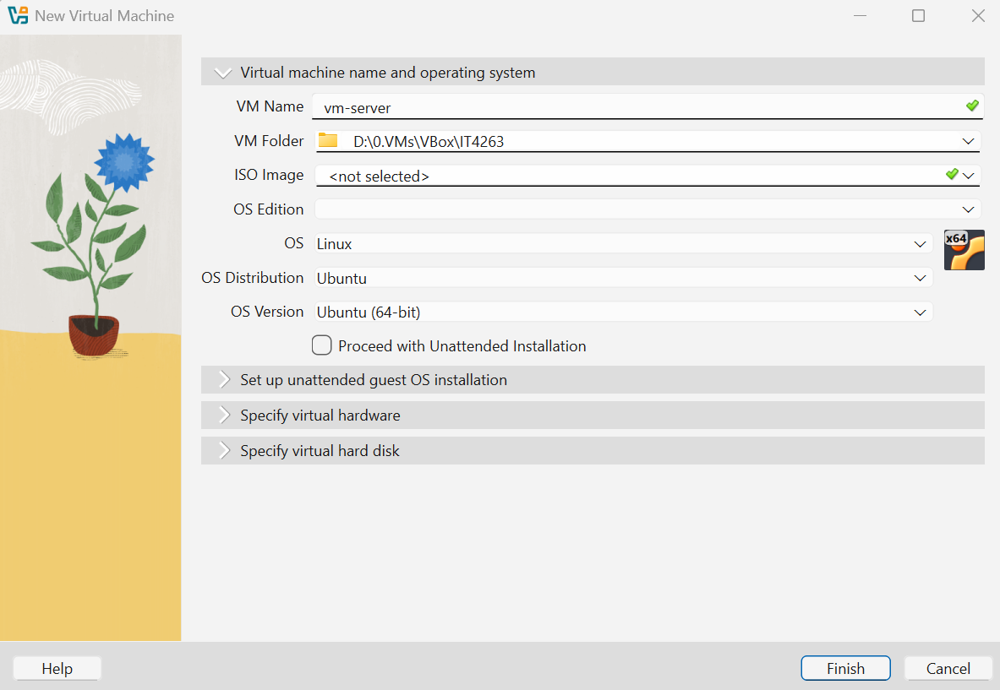 New Virtual Machine
Virtual machine name and operating system
VM Name vm-server
VM Folder D:\0.VMs\VBox\IT4263
ISO Image <not selected>
OS Edition
OS Linux
x64
OS Distribution Ubuntu
OS Version Ubuntu (64-bit)
Proceed with Unattended Installation
Set up unattended guest OS installation
Specify virtual hardware
Specify virtual hard disk
Help Finish Cancel